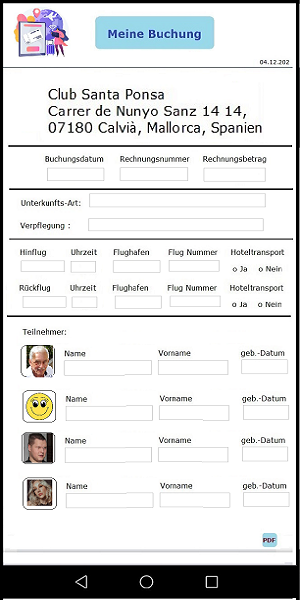 Meine Buchung
04.12.202
Club Santa Ponsa
Carrer de Nunyo Sanz 14 14,
07180 Calvià, Mallorca, Spanien
Buchungsdatum Rechnungsnummer Rechnungsbetrag
Unterkunfts-Art:
Verpflegung :
Hinflug Uhrzeit Flughafen Flug Nummer Hoteltransport
o Ja o Nein
Rückflug Uhrzeit Flughafen Flug Nummer Hoteltransport
o Ja o Nein
Teilnehmer:
Name Vorname geb.-Datum
Name Vorname geb.-Datum
Name Vorname geb.-Datum
Name Vorname geb.-Datum
PDF